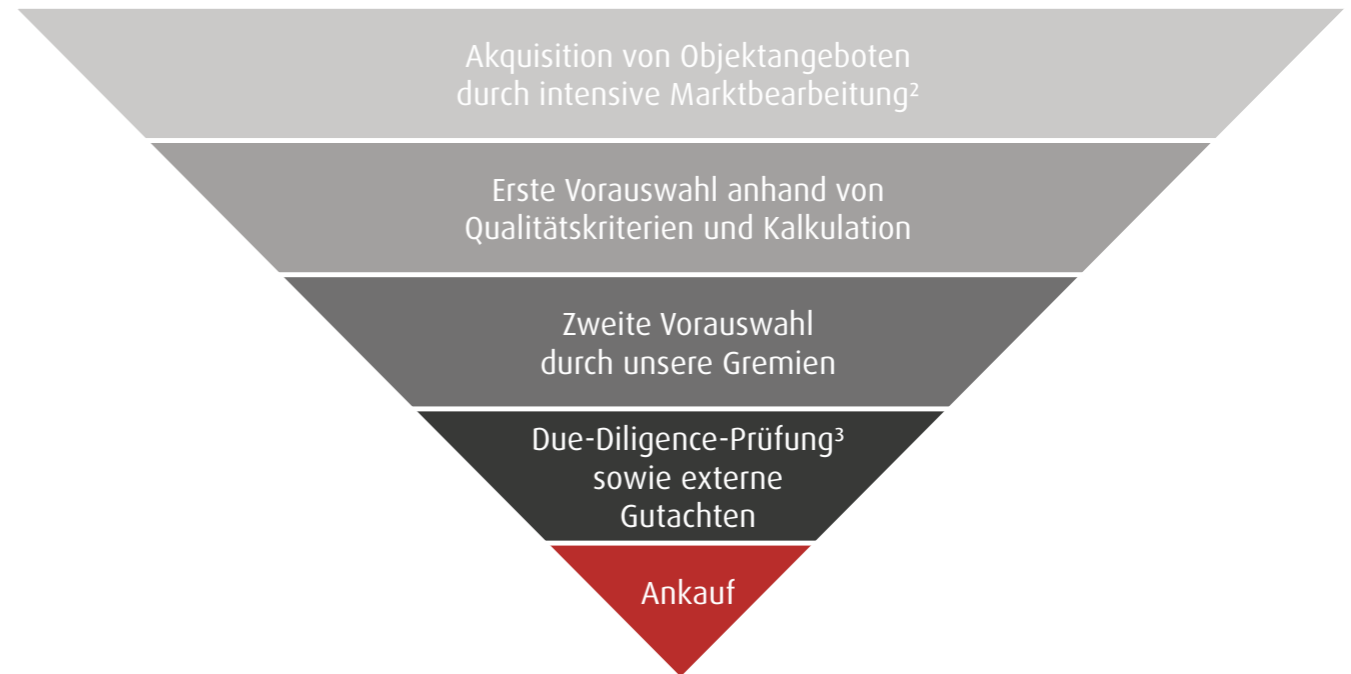 Akquisition von Objektangeboten
durch intensive Marktbearbeitung²
Erste Vorauswahl anhand von
Qualitätskriterien und Kalkulation
Zweite Vorauswahl
durch unsere Gremien
Due-Diligence-Prüfung³
sowie externe
Gutachten
Ankauf